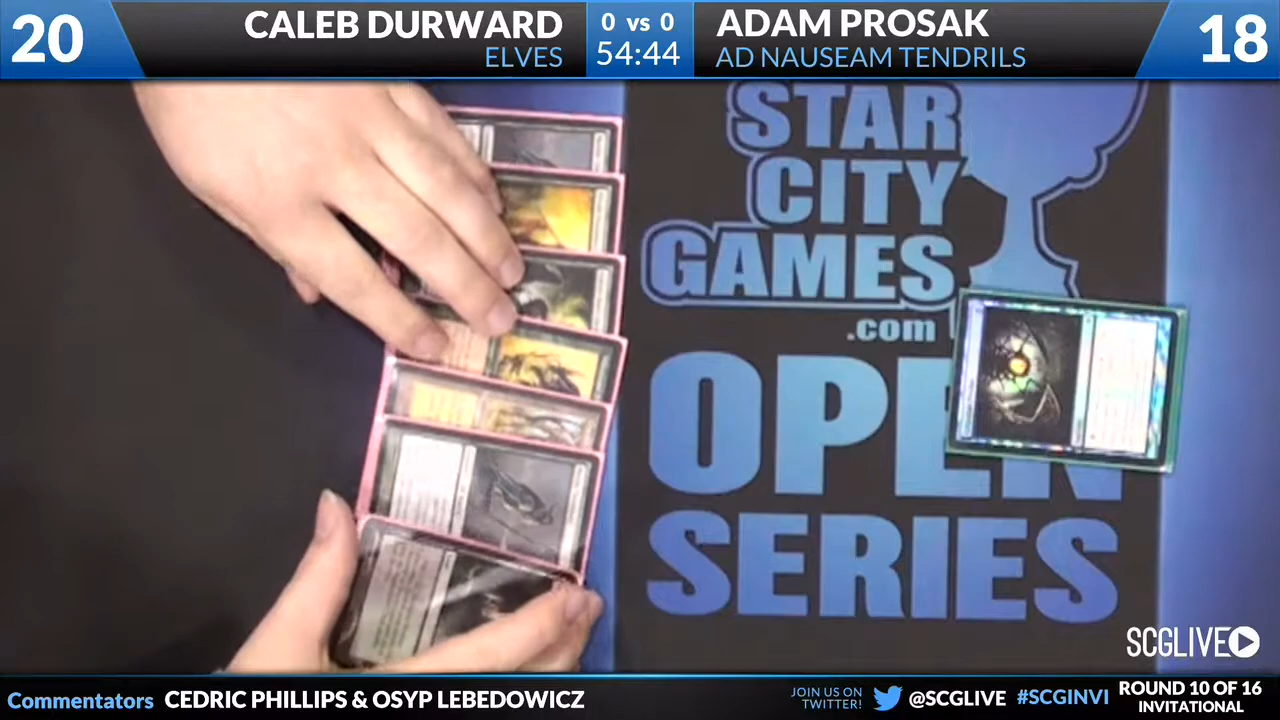 20
CALEB DURWARD
ELVES
0 vs 0
54:44
ADAM PROSAK
AD NAUSEAM TENDRILS
18
STAR
CITY
GAMES
.com
OPEN
SERIES
SCGLIVE
Commentators CEDRIC PHILLIPS & OSYP LEBEDOWICZ
JOIN US ON
TWITTER!
@SCGLIVE
#SCGINVI
ROUND 10 OF 16
INVITATIONAL